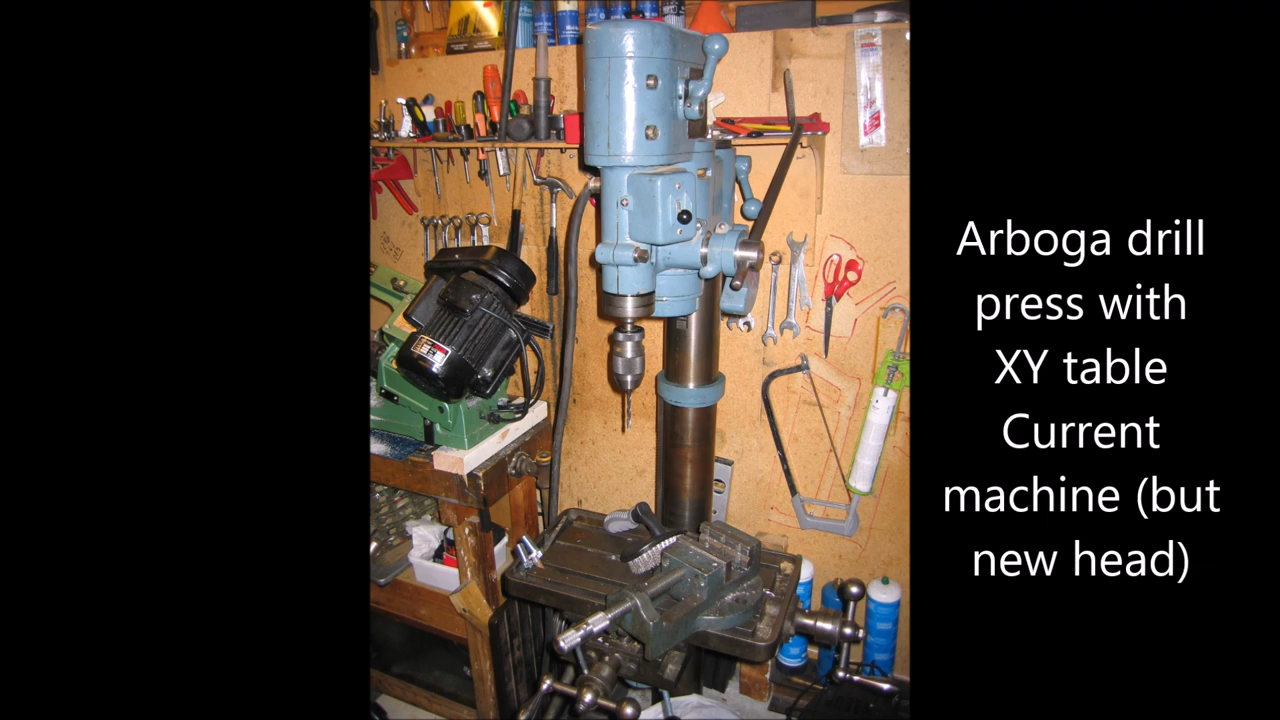 Arboga drill
press with
XY table
Current
machine (but
new head)